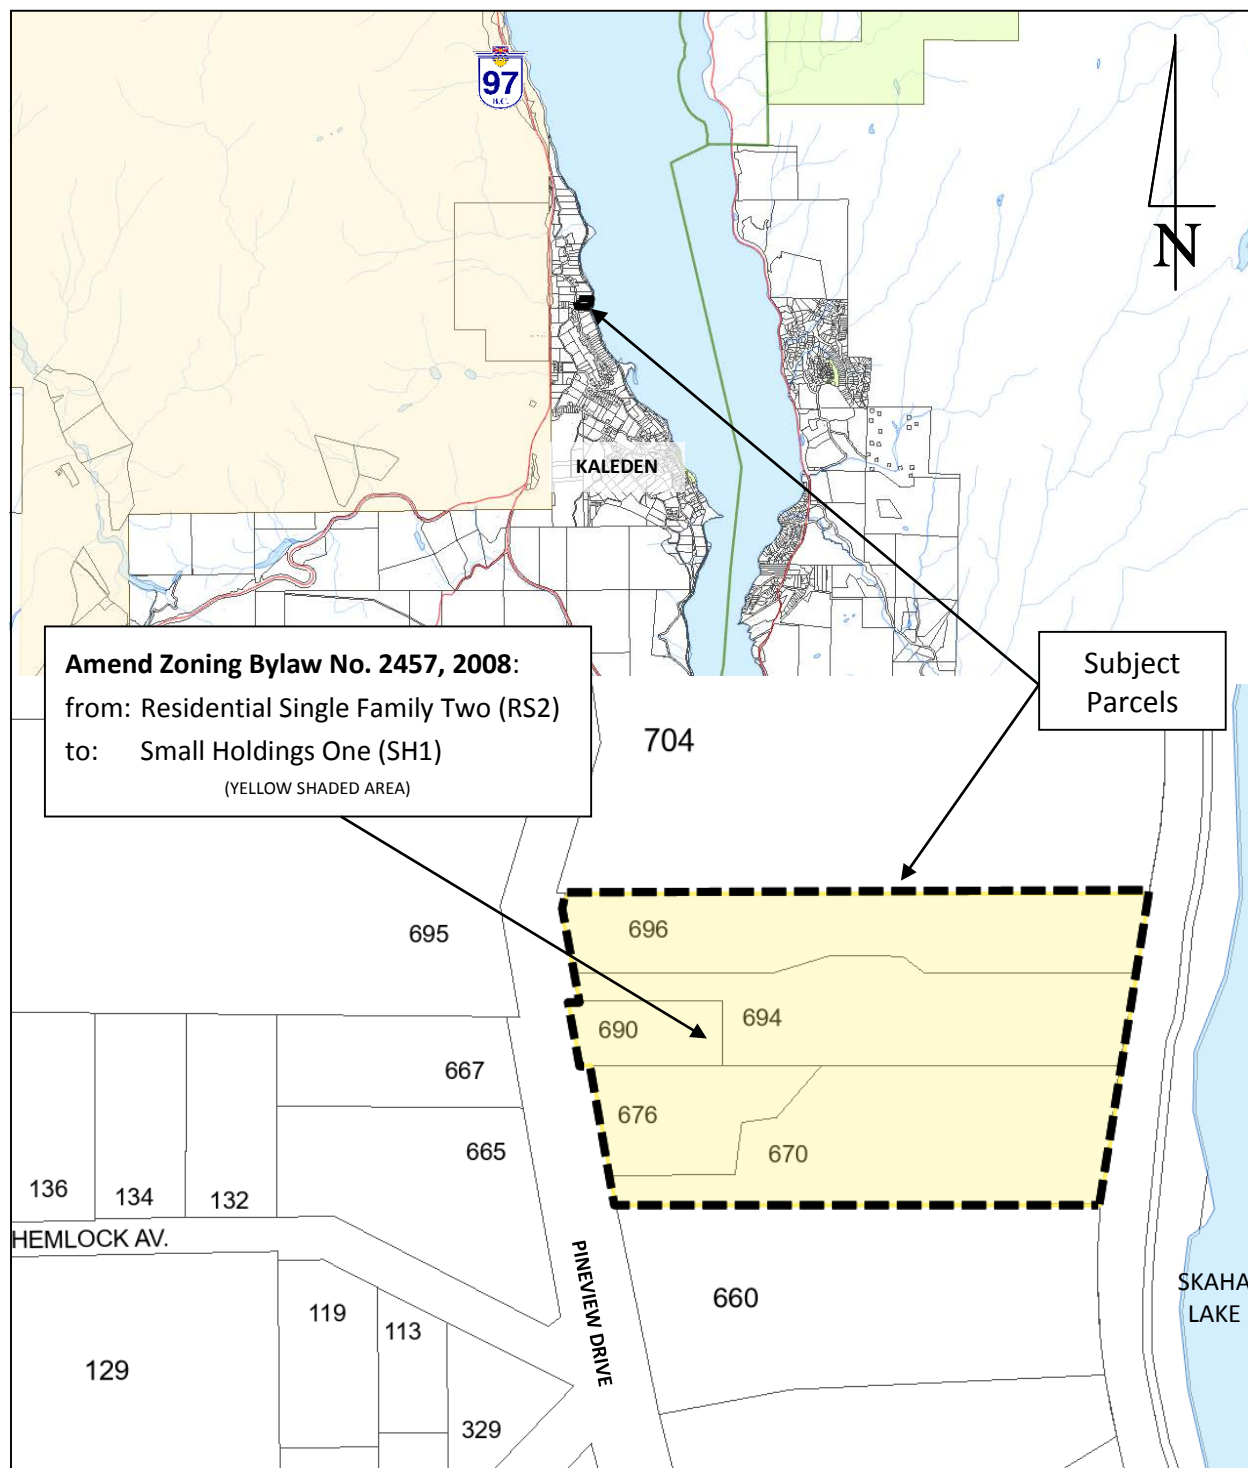 97
B.C.
N
KALEDEN
Amend Zoning Bylaw No. 2457, 2008:
from: Residential Single Family Two (RS2)
to: Small Holdings One (SH1)
(YELLOW SHADED AREA)
Subject
Parcels
704
695
696
690
694
667
676
665
670
136
134
132
HEMLOCK AV.
PINEVIEW DRIVE
660
SKAHA
LAKE
119
113
129
329